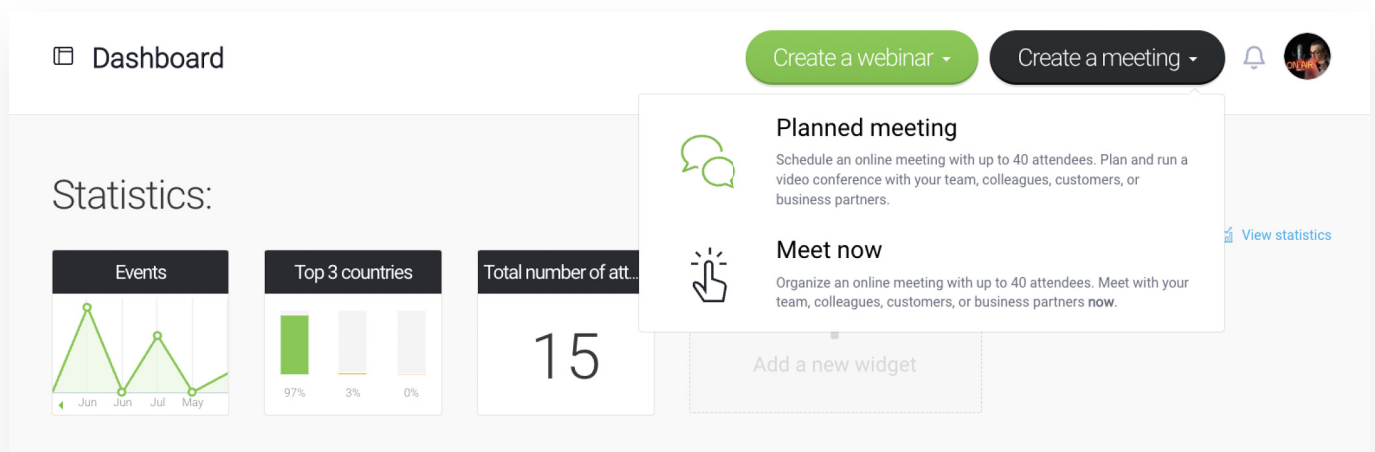 Dashboard
Create a webinar
Create a meeting
ON AIR
Planned meeting
Schedule an online meeting with up to 40 attendees. Plan and run a
video conference with your team, colleagues, customers, or
business partners.
Meet now
Organize an online meeting with up to 40 attendees. Meet with your
team, colleagues, customers, or business partners now.
Statistics:
View statistics
Events
Jun Jun Jul May
Top 3 countries
97% 3% 0%
Total number of att...
15
Add a new widget